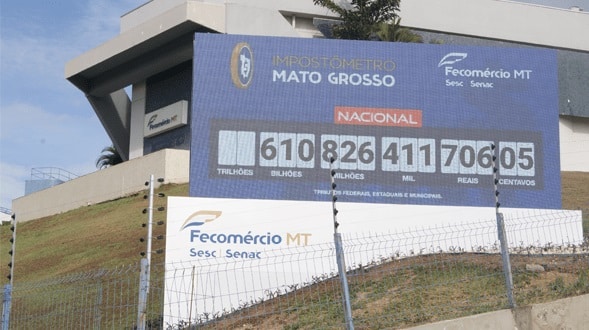 IMPOSTÔMETRO
MATO GROSSO
Fecomércio MT
Sesc Senac
NACIONAL
610 826 411 706 05
TRILHÕES BILHÕES MILHÕES MIL REAIS CENTAVOS
TRIBUTOS FEDERAIS, ESTADUAIS E MUNICIPAIS.
Fecomércio MT
Fecomércio MT
Sesc Senac